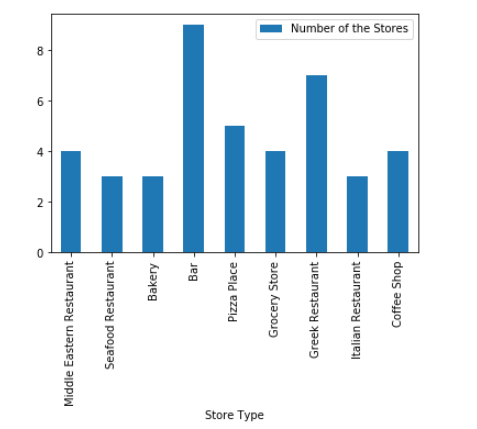 Number of the Stores
8
6
4
2
0
Middle Eastern Restaurant
Seafood Restaurant
Bakery
Bar
Pizza Place
Grocery Store
Greek Restaurant
Italian Restaurant
Coffee Shop
Store Type